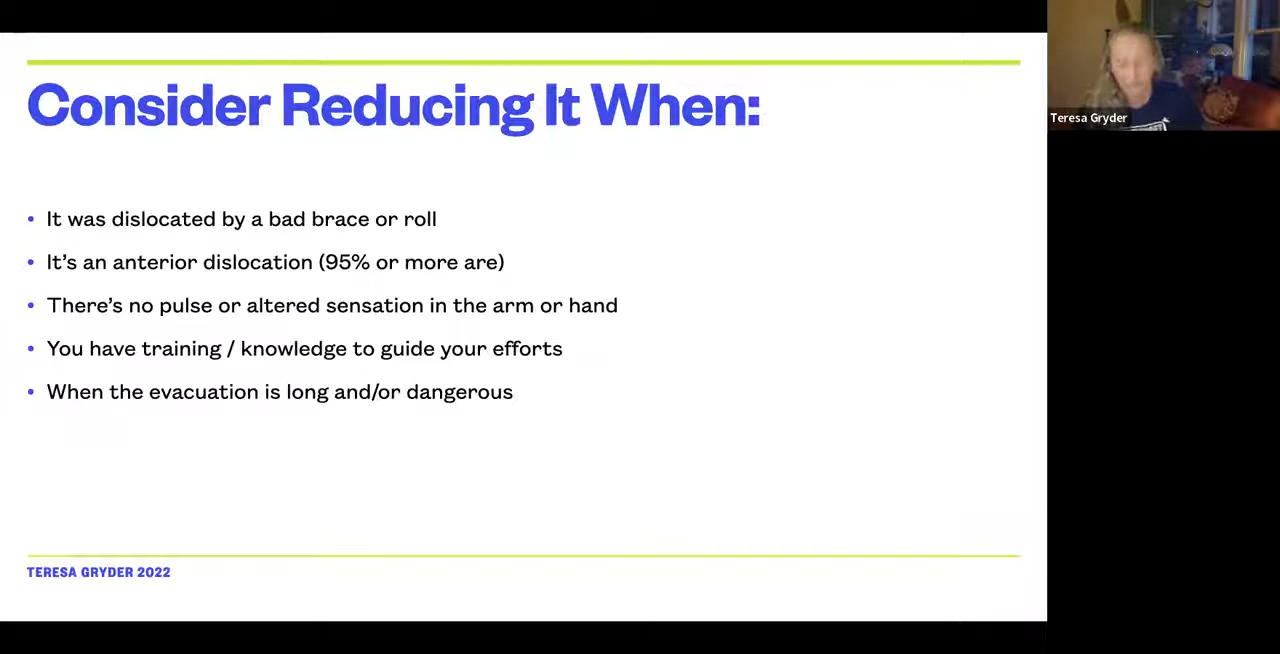 Consider Reducing It When:
• It was dislocated by a bad brace or roll
• It’s an anterior dislocation (95% or more are)
• There’s no pulse or altered sensation in the arm or hand
• You have training / knowledge to guide your efforts
• When the evacuation is long and/or dangerous
TERESA GRYDER 2022
Teresa Gryder